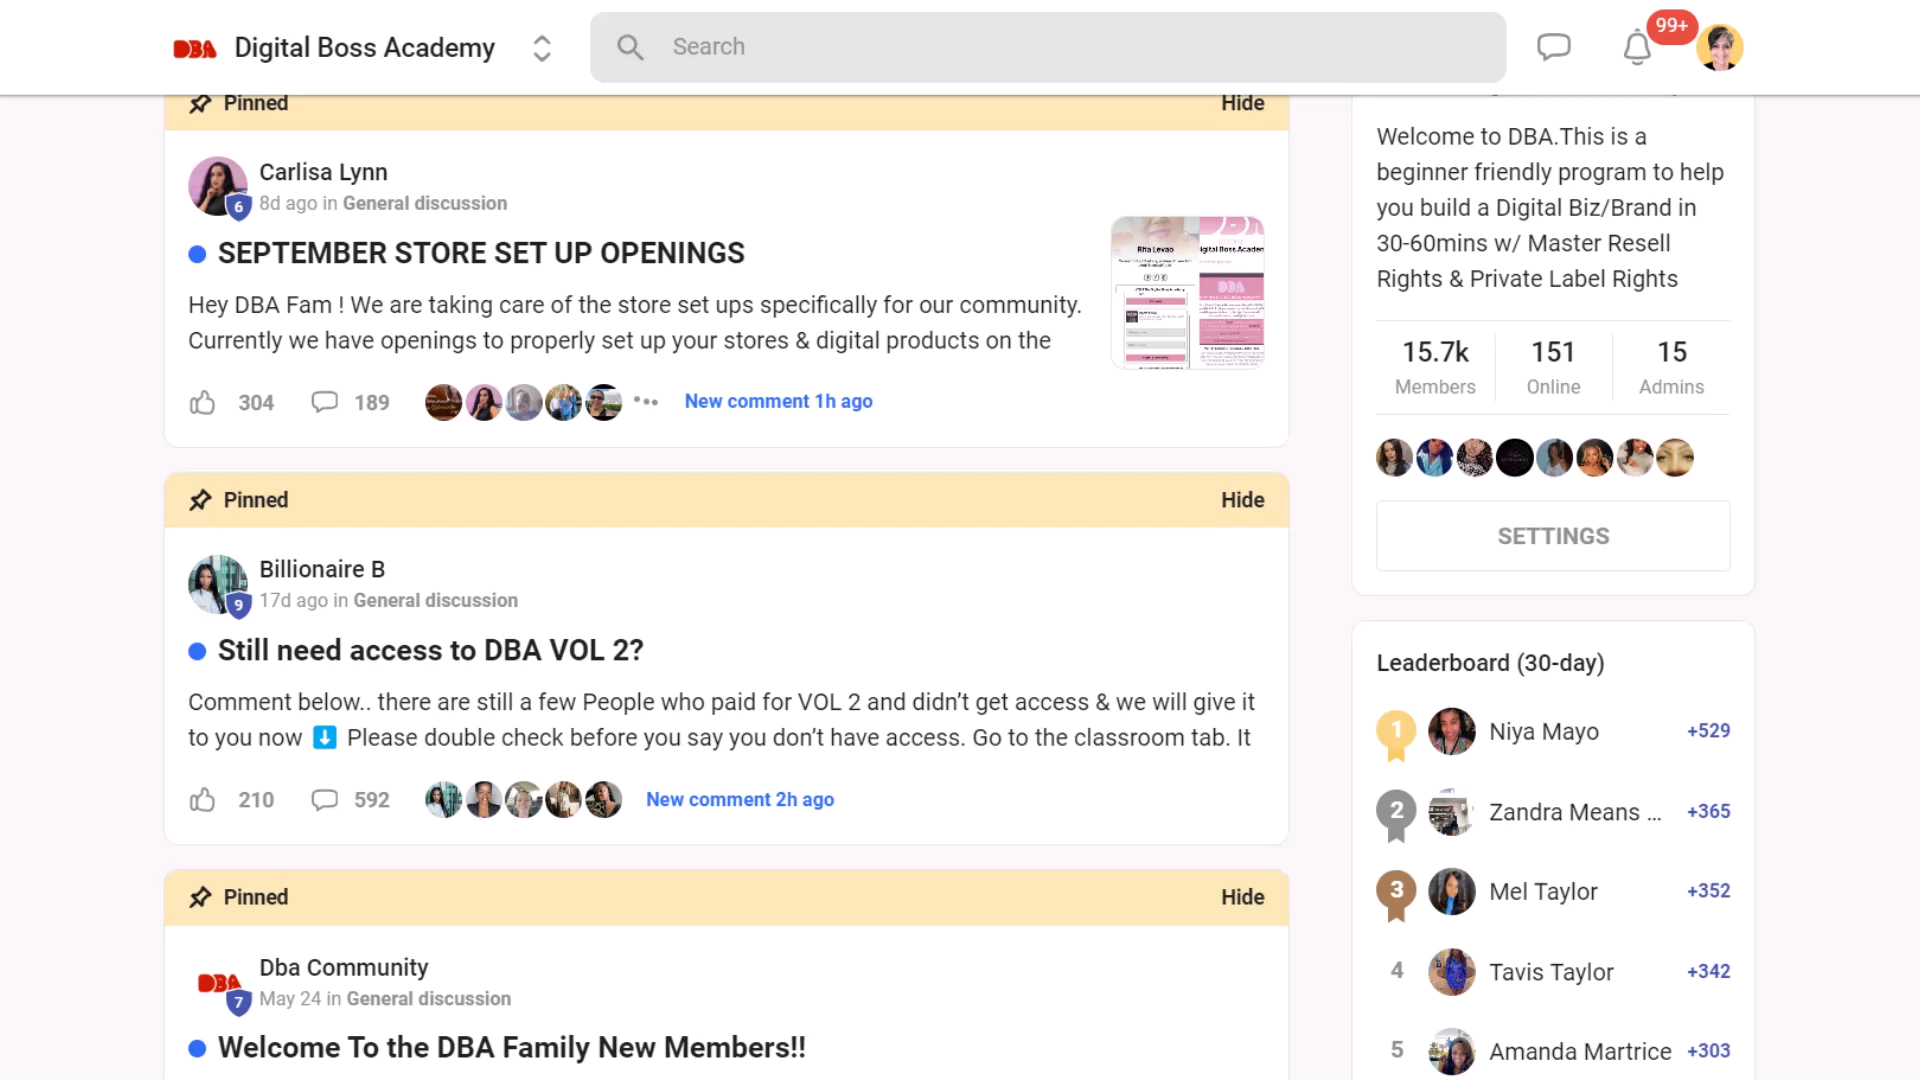 DBA Digital Boss Academy
Search
99+
Pinned Hide
Carlisa Lynn
6
8d ago in General discussion
SEPTEMBER STORE SET UP OPENINGS
Hey DBA Fam ! We are taking care of the store set ups specifically for our community.
Currently we have openings to properly set up your stores & digital products on the
Rita Levao
igital Boss Academ
DBA
304 189 New comment 1h ago
Pinned Hide
Billionaire B
9
17d ago in General discussion
Still need access to DBA VOL 2?
Comment below.. there are still a few People who paid for VOL 2 and didn’t get access & we will give it
to you now ⬇️ Please double check before you say you don’t have access. Go to the classroom tab. It
210 592 New comment 2h ago
Pinned Hide
DBA
Dba Community
7
May 24 in General discussion
Welcome To the DBA Family New Members!!
Welcome to DBA.This is a
beginner friendly program to help
you build a Digital Biz/Brand in
30-60mins w/ Master Resell
Rights & Private Label Rights
15.7k 151 15
Members Online Admins
SETTINGS
Leaderboard (30-day)
1 Niya Mayo +529
2 Zandra Means ... +365
3 Mel Taylor +352
4 Tavis Taylor +342
5 Amanda Martrice +303